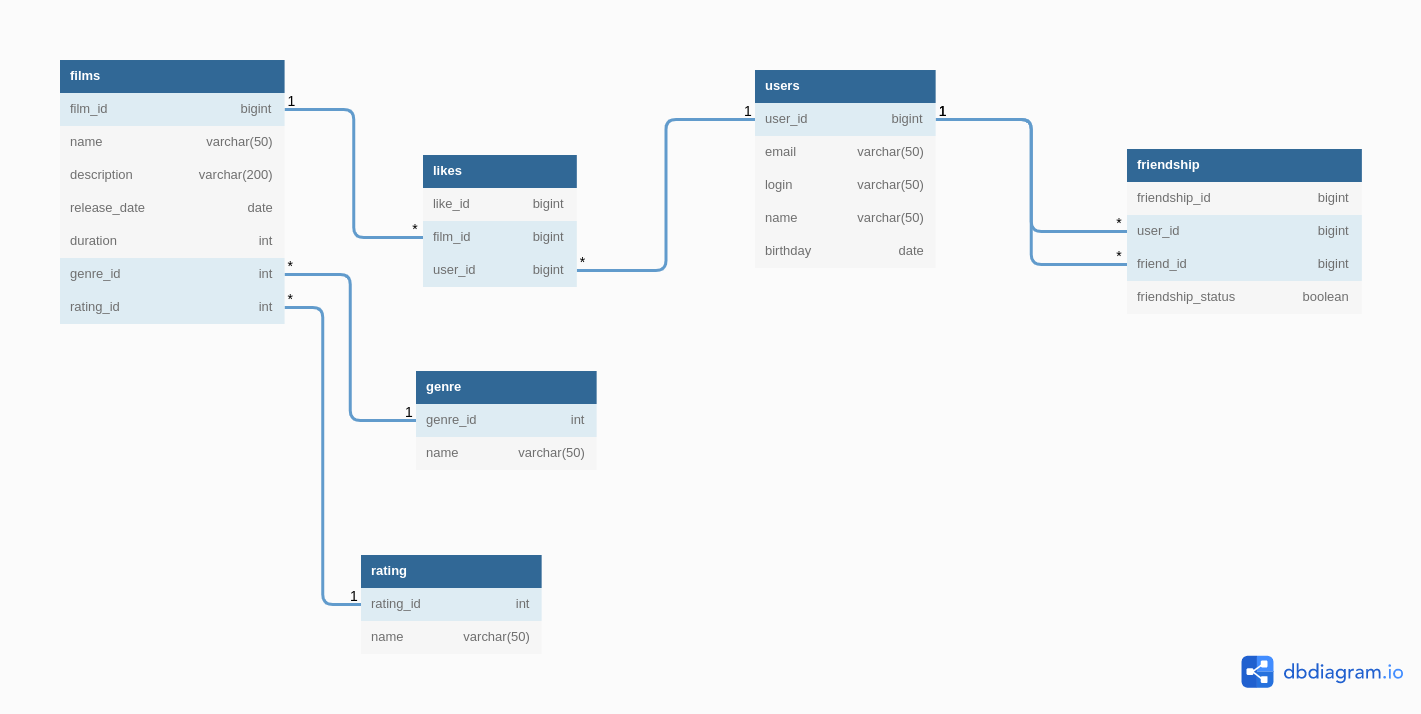 films
film_id bigint 1
name varchar(50)
description varchar(200)
release_date date
duration int
genre_id int *
rating_id int *
likes
like_id bigint
* film_id bigint
user_id bigint *
users
1 user_id bigint 1
email varchar(50)
login varchar(50)
name varchar(50)
birthday date
friendship
friendship_id bigint
* user_id bigint
* friend_id bigint
friendship_status boolean
genre
1 genre_id int
name varchar(50)
rating
1 rating_id int
name varchar(50)
dbdiagram.io